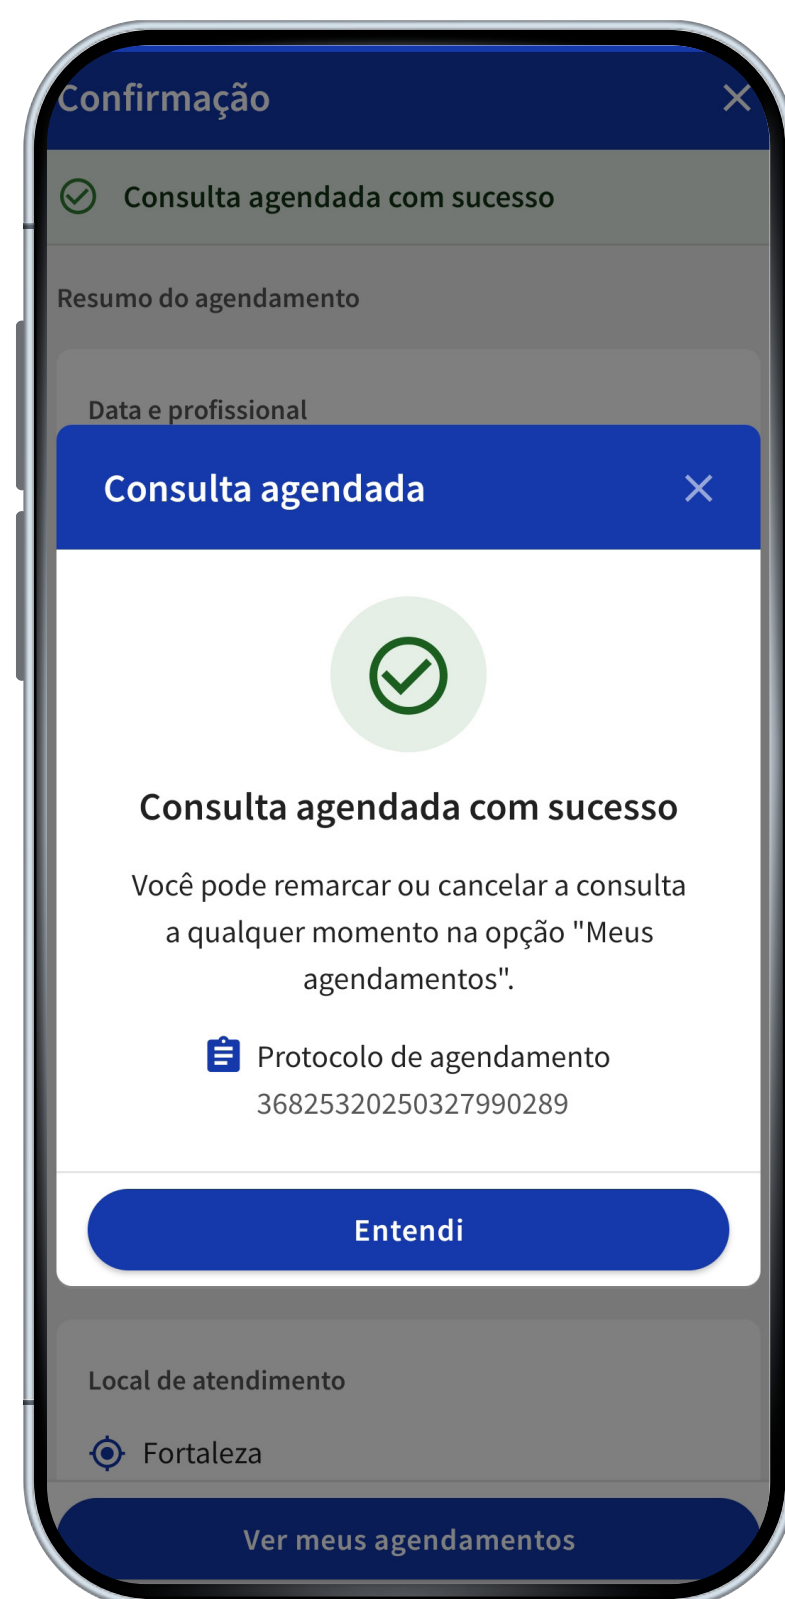 Confirmação
Consulta agendada com sucesso
Resumo do agendamento
Data e profissional
Consulta agendada
Consulta agendada com sucesso
Você pode remarcar ou cancelar a consulta
a qualquer momento na opção "Meus
agendamentos".
Protocolo de agendamento
36825320250327990289
Entendi
Local de atendimento
Fortaleza
Ver meus agendamentos